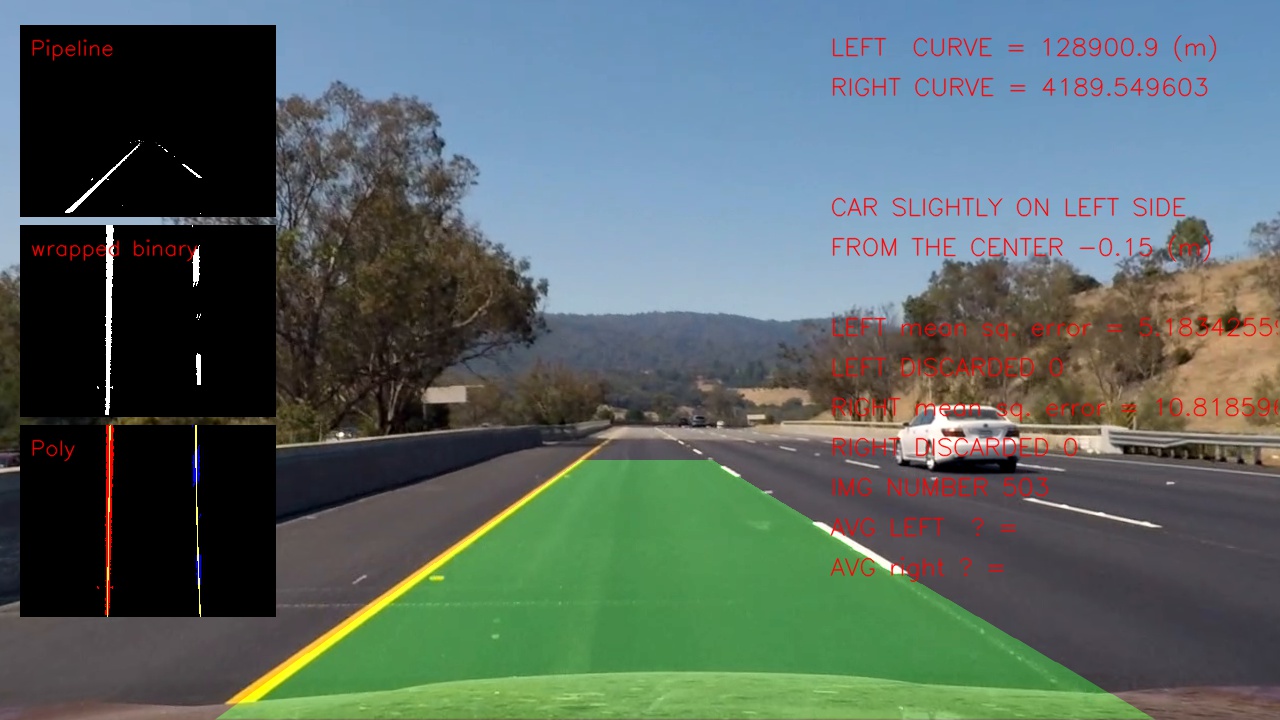 Pipeline
wrapped binary
Poly
LEFT CURVE = 128900.9 (m)
RIGHT CURVE = 4189.549603
CAR SLIGHTLY ON LEFT SIDE
FROM THE CENTER -0.15 (m)
LEFT mean sq. error = 5.1834255
LEFT DISCARDED 0
RIGHT mean sq. error = 10.81859
RIGHT DISCARDED 0
IMG NUMBER 503
AVG LEFT ? =
AVG right ? =